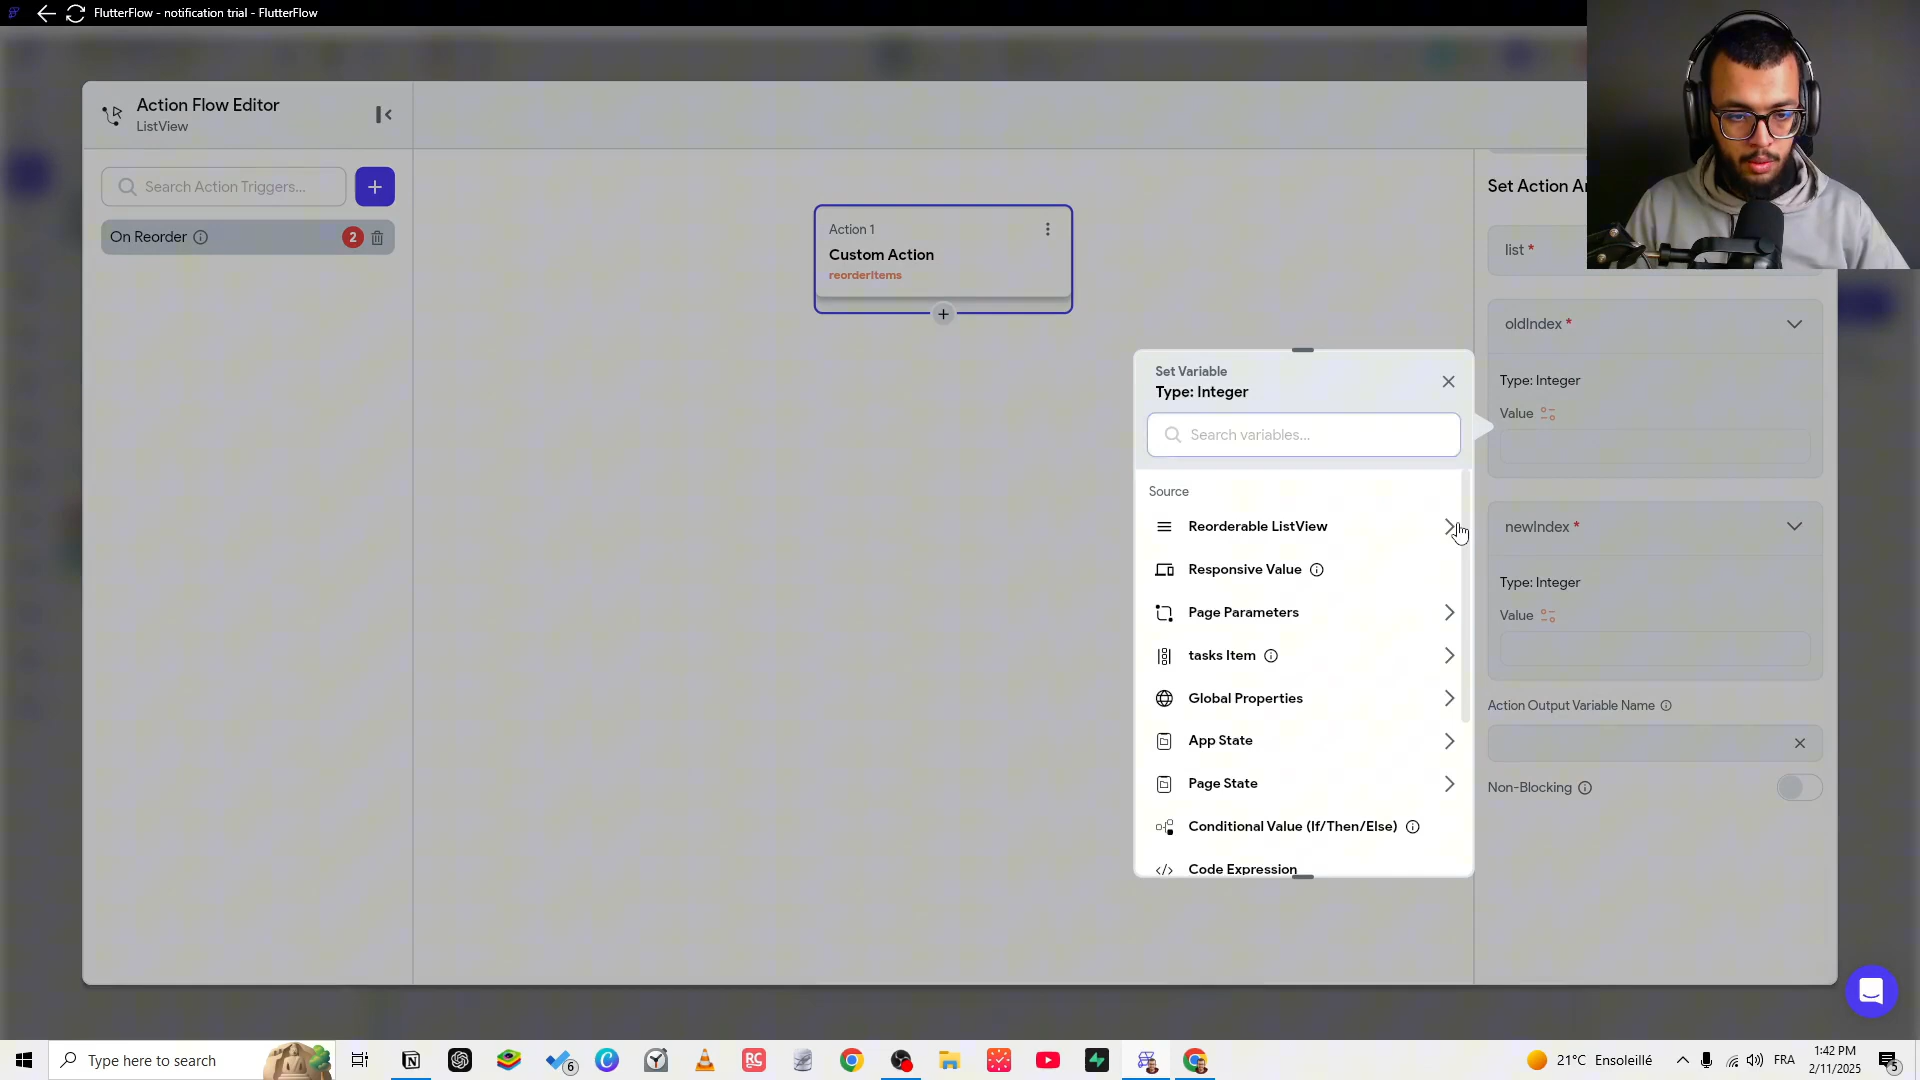 FlutterFlow - notification trial - FlutterFlow
Action Flow Editor
ListView
Search Action Triggers...
On Reorder
2
Action 1
Custom Action
reorderItems
Set Variable
Type: Integer
Search variables...
Source
Reorderable ListView
Responsive Value
Page Parameters
tasks Item
Global Properties
App State
Page State
Conditional Value (If/Then/Else)
Code Expression
Set Action
list *
oldIndex *
Type: Integer
Value
newIndex *
Type: Integer
Value
Action Output Variable Name
Non-Blocking
Type here to search
6
RC
21°C Ensoleillé
FRA
1:42 PM
2/11/2025
5